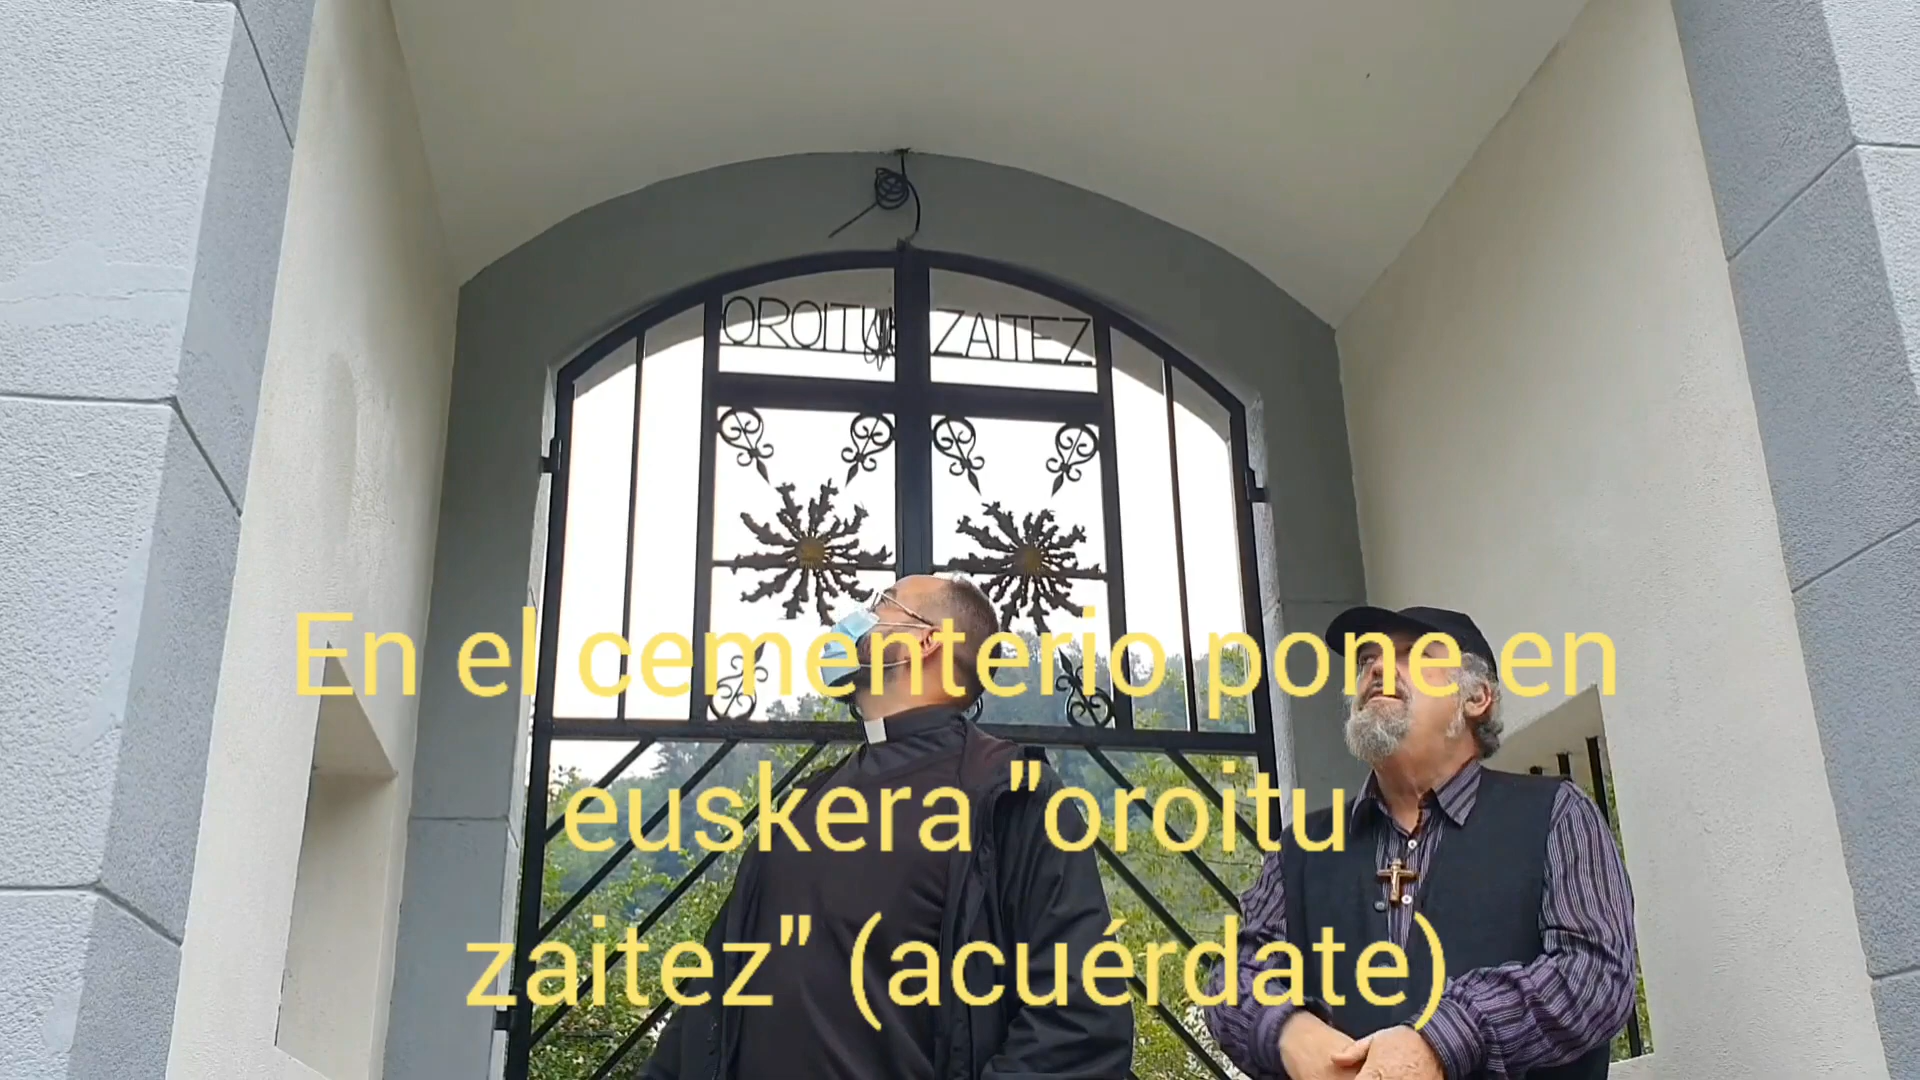 OROITU ZAITEZ
En el cementerio pone en
euskera "oroitu
zaitez" (acuérdate)